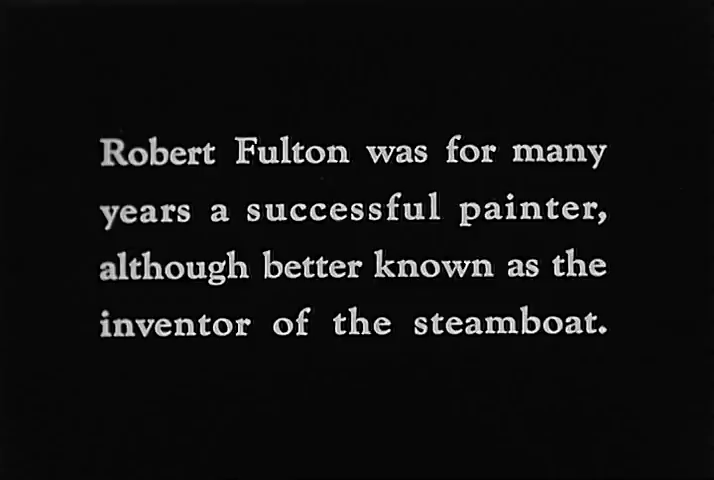 Robert Fulton was for many
years a successful painter,
although better known as the
inventor of the steamboat.